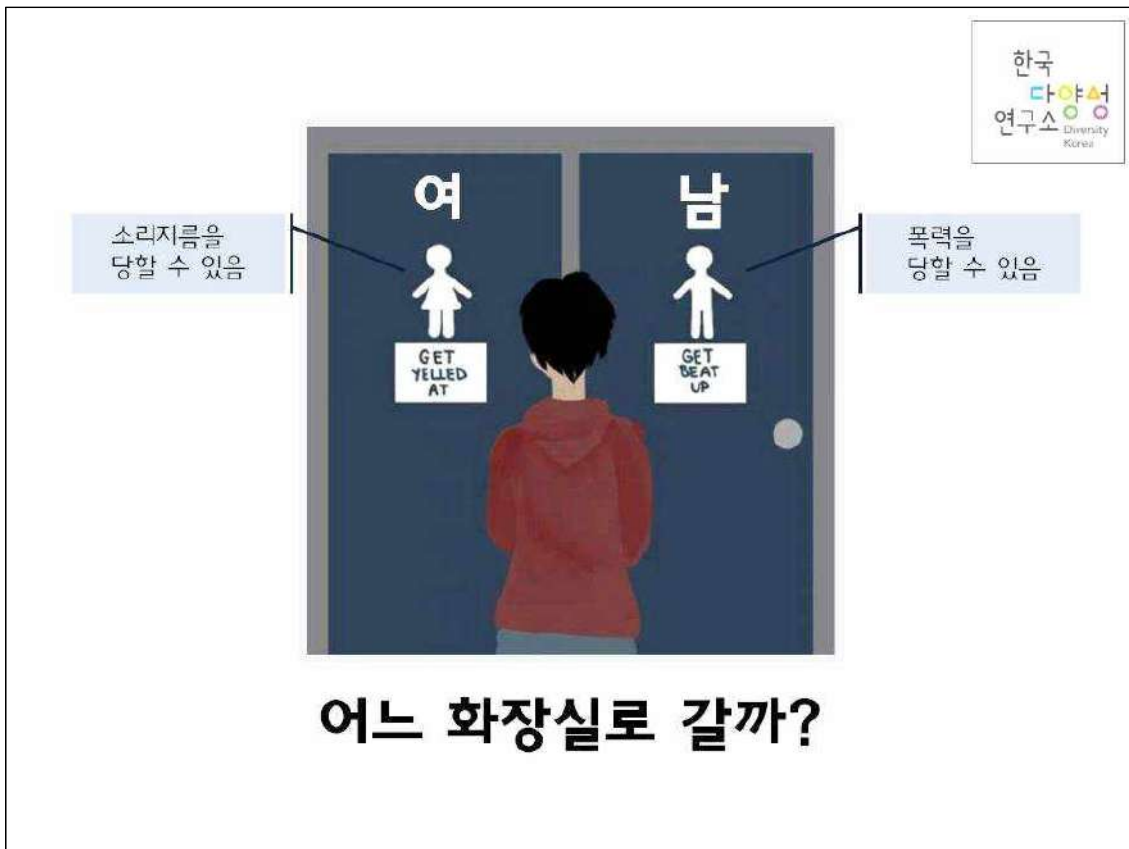 한국
다양성
연구소 Diversity
Korea
여
남
소리지름을
당할 수 있음
폭력을
당할 수 있음
GET
YELLED
AT
GET
BEAT
UP
어느 화장실로 갈까?